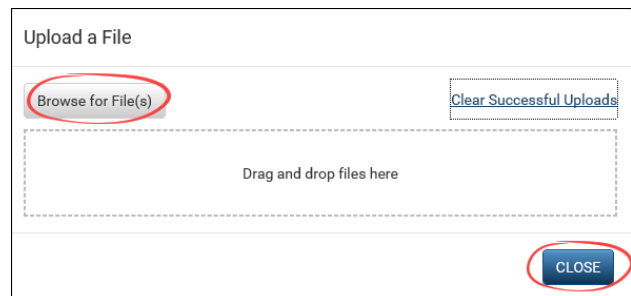 Upload a File
Browse for File(s)
Clear Successful Uploads
Drag and drop files here
CLOSE